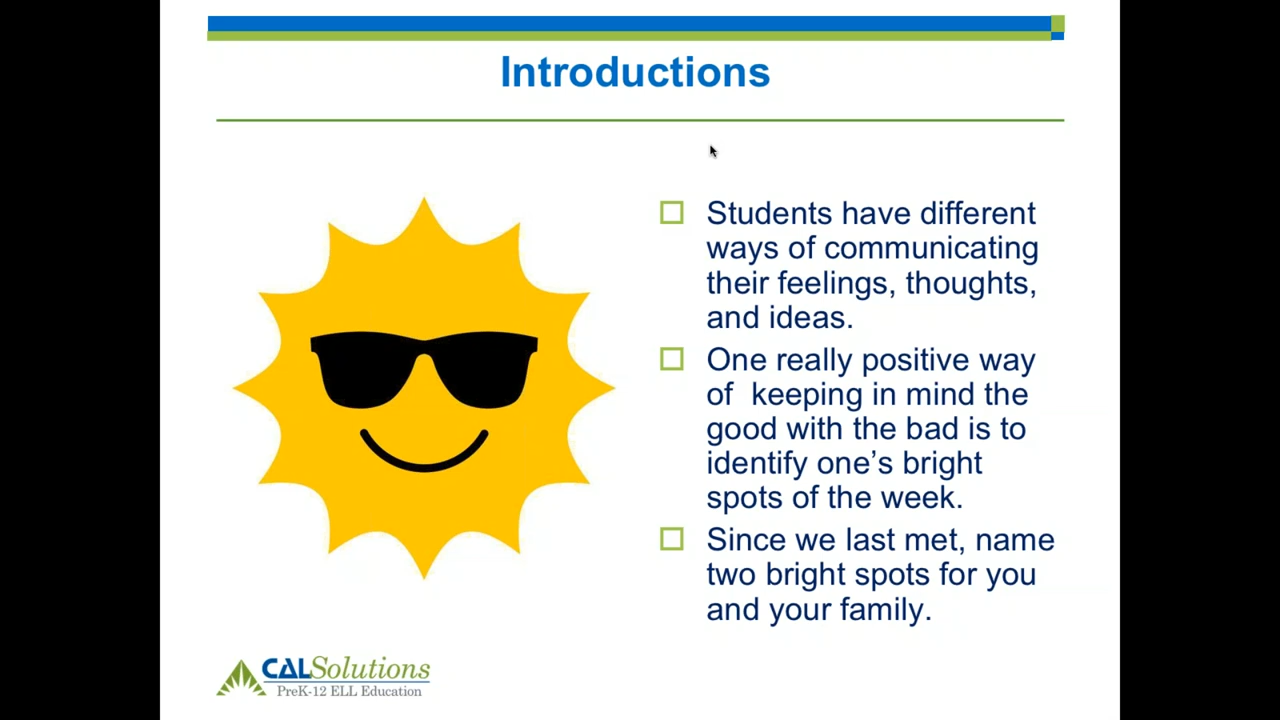 Introductions
Students have different
ways of communicating
their feelings, thoughts,
and ideas.
One really positive way
of  keeping in mind the
good with the bad is to
identify one’s bright
spots of the week.
Since we last met, name
two bright spots for you
and your family.
CALSolutions
PreK-12 ELL Education